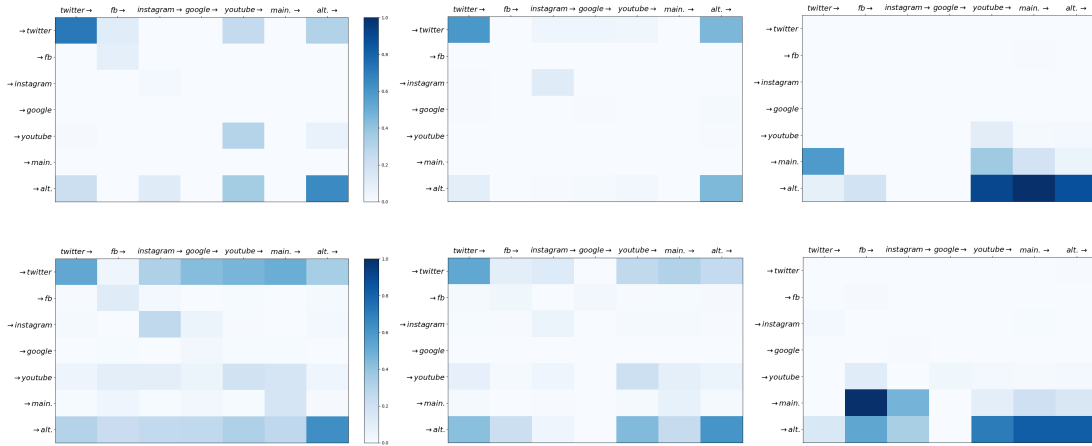 twitter→ fb→ instagram→ google→ youtube→ main. → alt. →
→twitter
→fb
→instagram
→google
→youtube
→main.
→alt.
1.0
0.8
0.6
0.4
0.2
0.0
twitter→ fb→ instagram→ google→ youtube→ main. → alt. →
→twitter
→fb
→instagram
→google
→youtube
→main.
→alt.
twitter→ fb→ instagram→ google→ youtube→ main. → alt. →
→twitter
→fb
→instagram
→google
→youtube
→main.
→alt.
twitter→ fb→ instagram→ google→ youtube→ main. → alt. →
→twitter
→fb
→instagram
→google
→youtube
→main.
→alt.
1.0
0.8
0.6
0.4
0.2
0.0
twitter→ fb→ instagram→ google→ youtube→ main. → alt. →
→twitter
→fb
→instagram
→google
→youtube
→main.
→alt.
twitter→ fb→ instagram→ google→ youtube→ main. → alt. →
→twitter
→fb
→instagram
→google
→youtube
→main.
→alt.